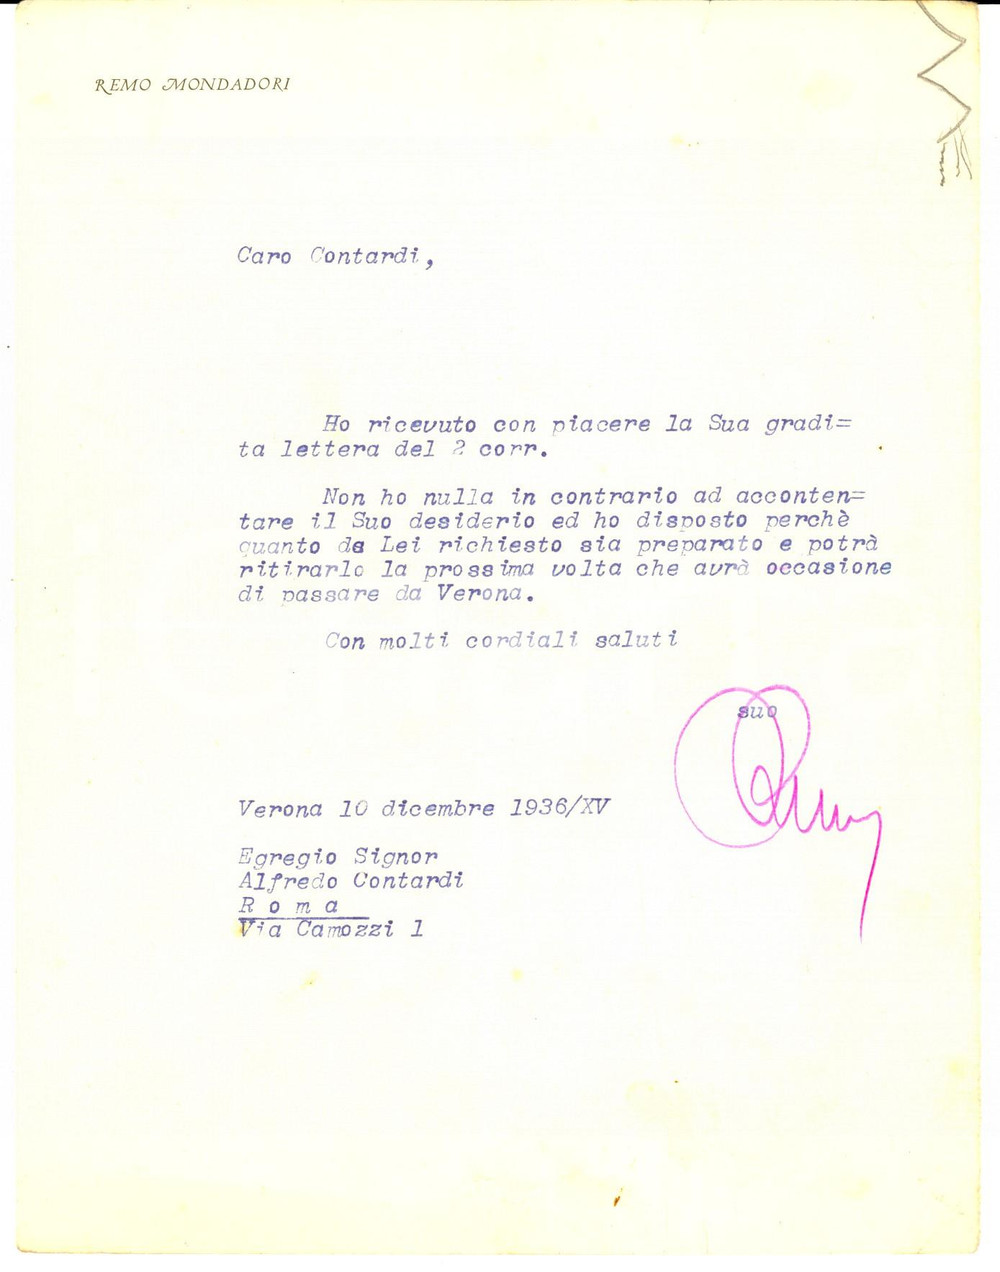 REMO MONDADORI
Caro Contardi,
Ho ricevuto con piacere la Sua gradi=
ta lettera del 2 corr.
Non ho nulla in contrario ad acconten=
tare il Suo desiderio ed ho disposto perchè
quanto da Lei richiesto sia preparato e potrà
ritirarlo la prossima volta che avrà occasione
di passare da Verona.
Con molti cordiali saluti
suo
Verona 10 dicembre 1936/XV
Egregio Signor
Alfredo Contardi
R o m a
Via Camozzi 1